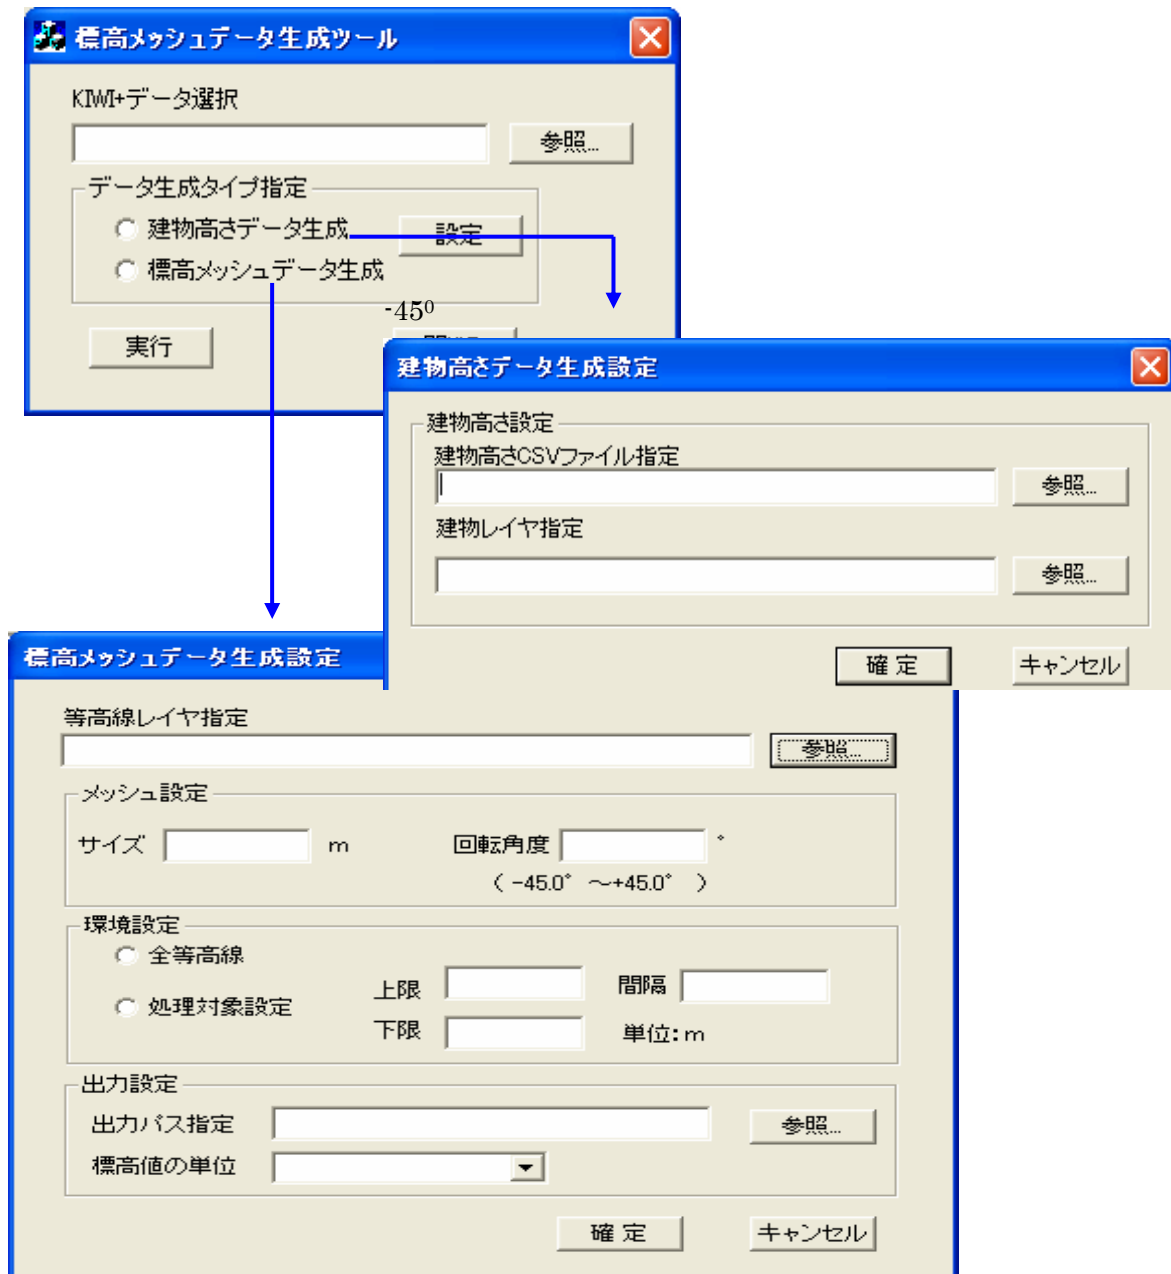 標高メッシュデータ生成ツール
KIWI+データ選択
参照...
データ生成タイプ指定
建物高さデータ生成
設定
標高メッシュデータ生成
-45⁰
実行
建物高さデータ生成設定
建物高さ設定
建物高さCSVファイル指定
参照...
建物レイヤ指定
参照...
確 定
キャンセル
標高メッシュデータ生成設定
等高線レイヤ指定
参照...
メッシュ設定
サイズ m 回転角度 °
( -45.0° ～+45.0° )
環境設定
全等高線
処理対象設定
上限 間隔
下限 単位:m
出力設定
出力パス指定 参照...
標高値の単位
確 定 キャンセル